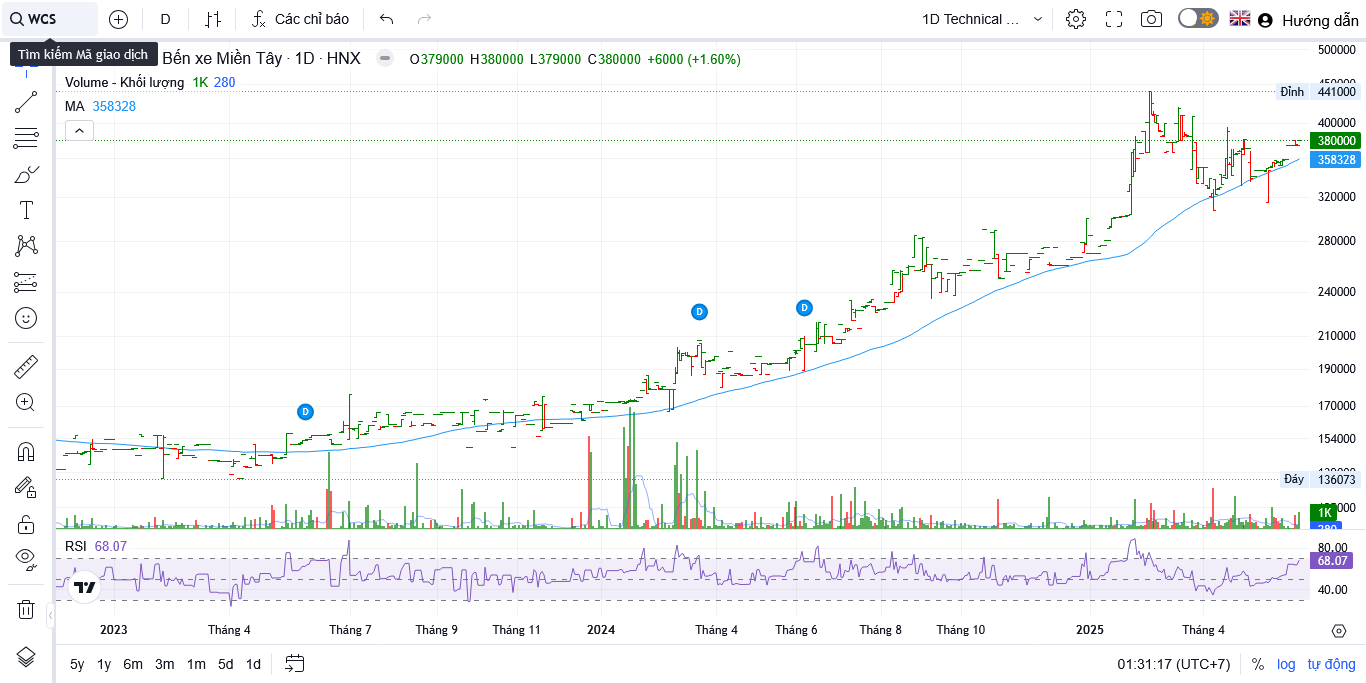 WCS D Các chỉ báo 1D Technical ... Hướng dẫn
Tìm kiếm Mã giao dịch
Bến xe Miền Tây · 1D · HNX O379000 H380000 L379000 C380000 +6000 (+1.60%)
Volume - Khối lượng 1K 280
MA 358328
500000
Đỉnh 441000
400000
380000
358328
320000
280000
240000
D D
210000
190000
D
170000
154000
Đáy 136073
1K
RSI 68.07
80.00
68.07
40.00
2023 Tháng 4 Tháng 7 Tháng 9 Tháng 11 2024 Tháng 4 Tháng 6 Tháng 8 Tháng 10 2025 Tháng 4
5y 1y 6m 3m 1m 5d 1d 01:31:17 (UTC+7) % log tự động